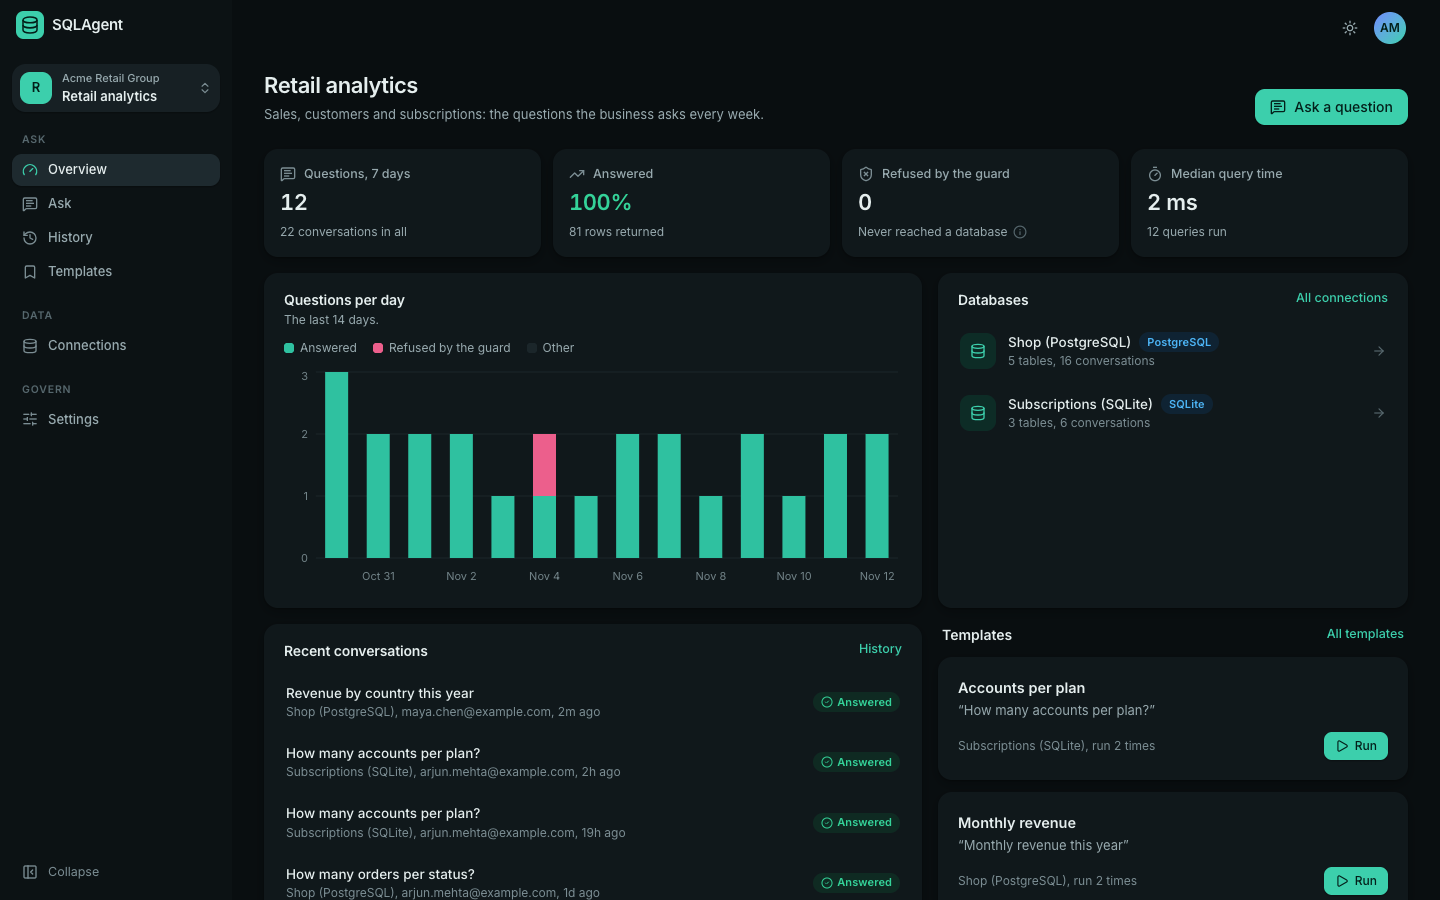 SQLAgent
AM
R
Acme Retail Group
Retail analytics
ASK
Overview
Ask
History
Templates
DATA
Connections
GOVERN
Settings
Collapse
Retail analytics
Sales, customers and subscriptions: the questions the business asks every week.
Ask a question
Questions, 7 days
12
22 conversations in all
Answered
100%
81 rows returned
Refused by the guard
0
Never reached a database
Median query time
2 ms
12 queries run
Questions per day
The last 14 days.
Answered
Refused by the guard
Other
3
2
1
0
Oct 31
Nov 2
Nov 4
Nov 6
Nov 8
Nov 10
Nov 12
Databases
All connections
Shop (PostgreSQL) PostgreSQL
5 tables, 16 conversations
Subscriptions (SQLite) SQLite
3 tables, 6 conversations
Recent conversations
History
Revenue by country this year
Shop (PostgreSQL), maya.chen@example.com, 2m ago
Answered
How many accounts per plan?
Subscriptions (SQLite), arjun.mehta@example.com, 2h ago
Answered
How many accounts per plan?
Subscriptions (SQLite), arjun.mehta@example.com, 19h ago
Answered
How many orders per status?
Shop (PostgreSQL), arjun.mehta@example.com, 1d ago
Answered
Templates
All templates
Accounts per plan
“How many accounts per plan?”
Subscriptions (SQLite), run 2 times
Run
Monthly revenue
“Monthly revenue this year”
Shop (PostgreSQL), run 2 times
Run